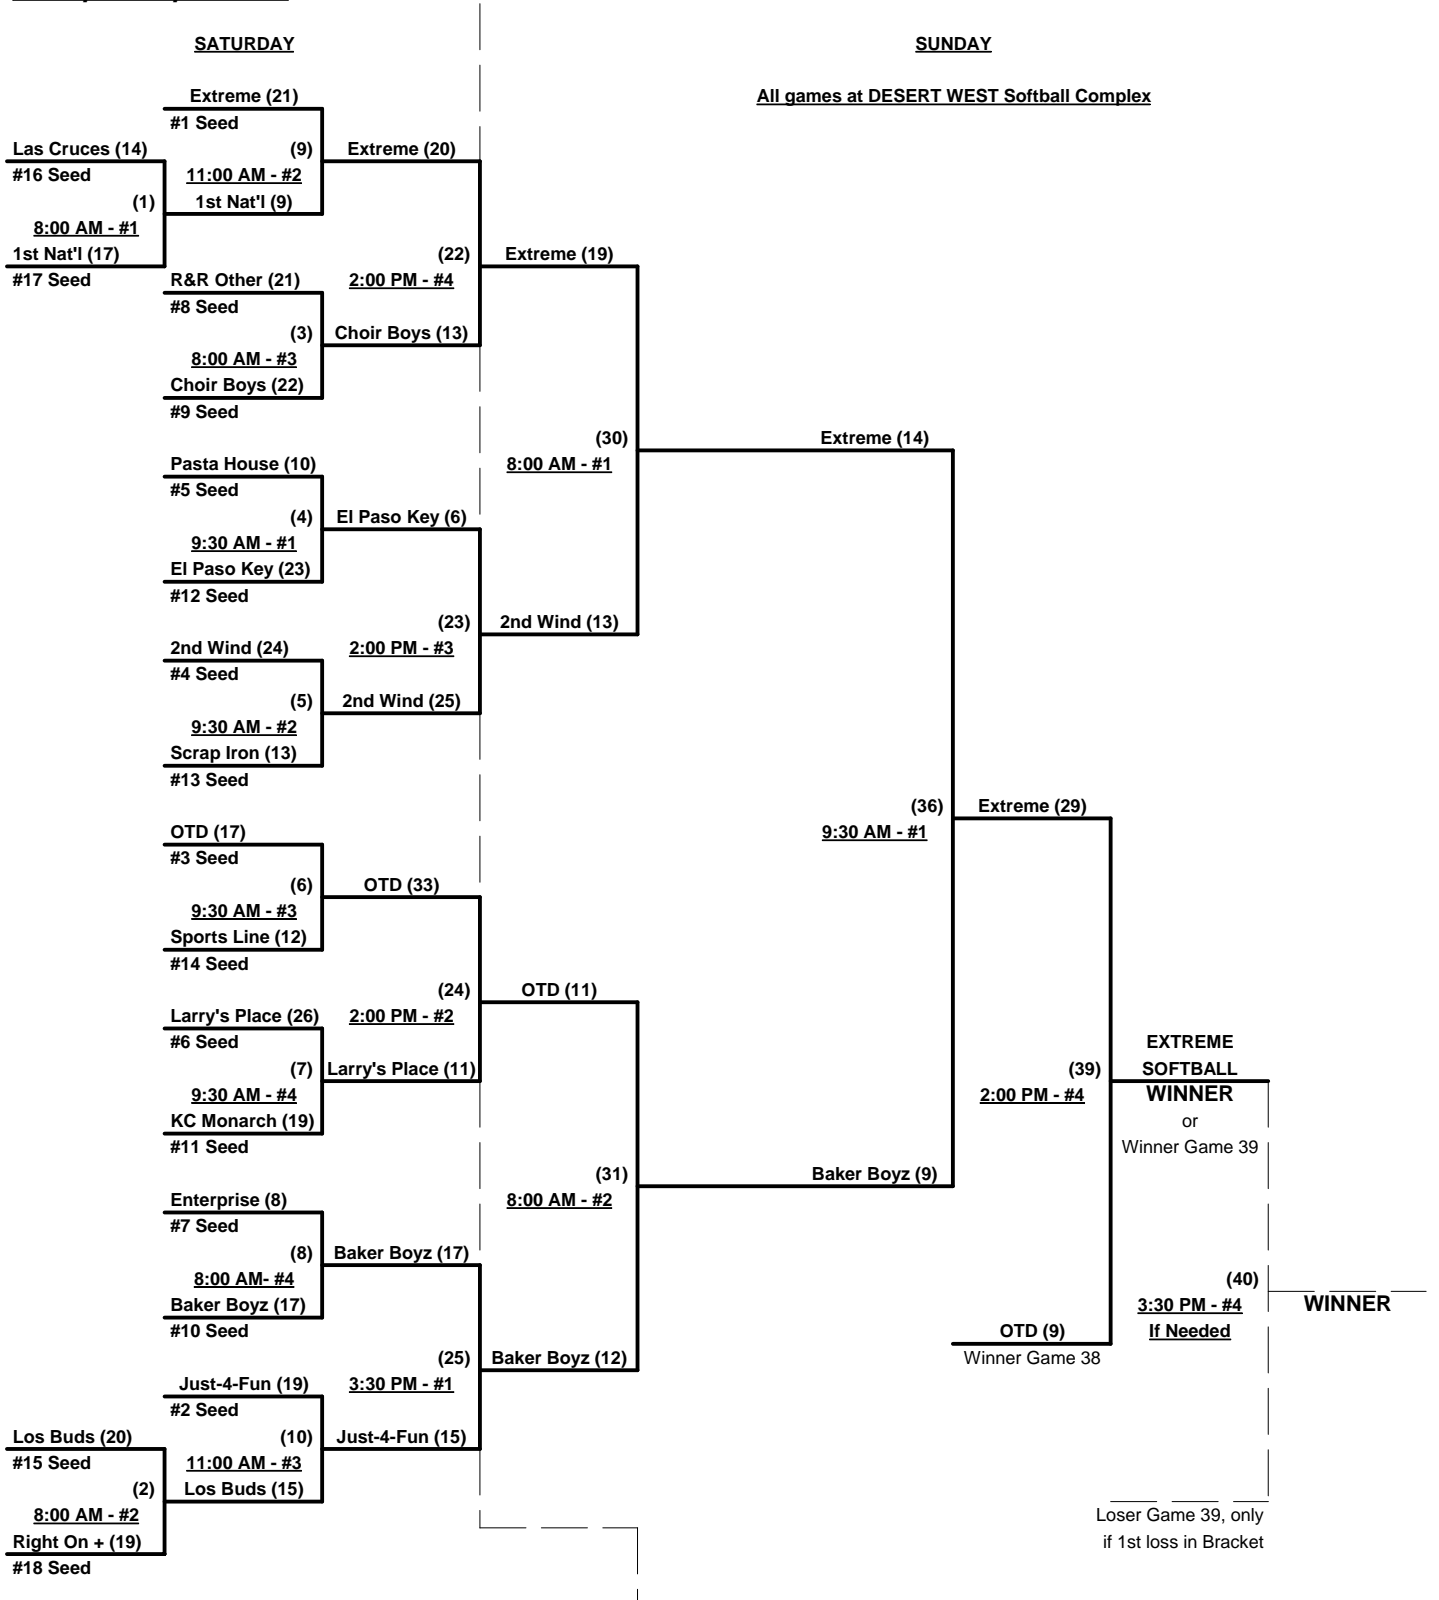 SATURDAY
SUNDAY
All games at DESERT WEST Softball Complex
Extreme (21)
#1 Seed
Las Cruces (14)
#16 Seed
(9)
11:00 AM - #2
Extreme (20)
(1)
8:00 AM - #1
1st Nat'l (9)
1st Nat'l (17)
#17 Seed
(22)
2:00 PM - #4
Extreme (19)
R&R Other (21)
#8 Seed
(3)
8:00 AM - #3
Choir Boys (13)
Choir Boys (22)
#9 Seed
(30)
8:00 AM - #1
Extreme (14)
Pasta House (10)
#5 Seed
(4)
9:30 AM - #1
El Paso Key (6)
El Paso Key (23)
#12 Seed
(23)
2:00 PM - #3
2nd Wind (13)
2nd Wind (24)
#4 Seed
(5)
9:30 AM - #2
2nd Wind (25)
Scrap Iron (13)
#13 Seed
(36)
9:30 AM - #1
Extreme (29)
OTD (17)
#3 Seed
(6)
9:30 AM - #3
OTD (33)
Sports Line (12)
#14 Seed
(24)
2:00 PM - #2
OTD (11)
Larry's Place (26)
#6 Seed
(7)
9:30 AM - #4
Larry's Place (11)
KC Monarch (19)
#11 Seed
(39)
2:00 PM - #4
EXTREME
SOFTBALL
WINNER
or
Winner Game 39
(31)
8:00 AM - #2
Baker Boyz (9)
Enterprise (8)
#7 Seed
(8)
8:00 AM- #4
Baker Boyz (17)
Baker Boyz (17)
#10 Seed
(40)
3:30 PM - #4
If Needed
WINNER
OTD (9)
Winner Game 38
(25)
3:30 PM - #1
Baker Boyz (12)
Just-4-Fun (19)
#2 Seed
Los Buds (20)
#15 Seed
(10)
11:00 AM - #3
Just-4-Fun (15)
(2)
8:00 AM - #2
Los Buds (15)
Right On + (19)
#18 Seed
Loser Game 39, only
if 1st loss in Bracket